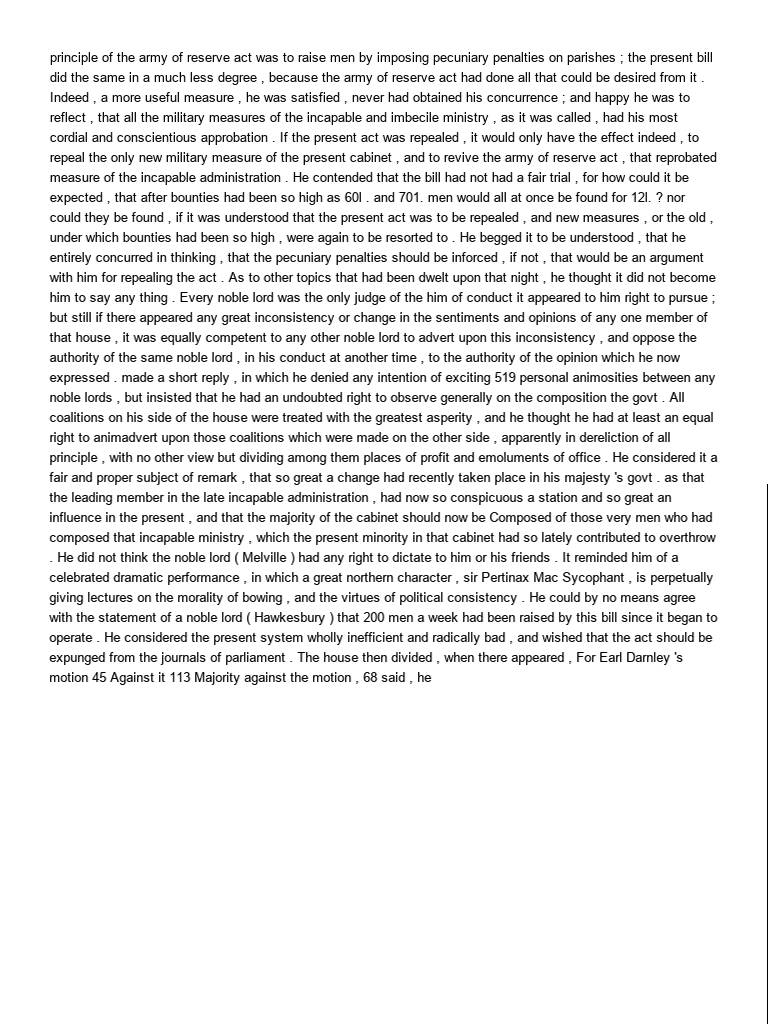 principle of the army of reserve act was to raise men by imposing pecuniary penalties on parishes ; the present bill
did the same in a much less degree , because the army of reserve act had done all that could be desired from it .
Indeed , a more useful measure , he was satisfied , never had obtained his concurrence ; and happy he was to
reflect , that all the military measures of the incapable and imbecile ministry , as it was called , had his most
cordial and conscientious approbation . If the present act was repealed , it would only have the effect indeed , to
repeal the only new military measure of the present cabinet , and to revive the army of reserve act , that reprobated
measure of the incapable administration . He contended that the bill had not had a fair trial , for how could it be
expected , that after bounties had been so high as 60l . and 701. men would all at once be found for 12l. ? nor
could they be found , if it was understood that the present act was to be repealed , and new measures , or the old ,
under which bounties had been so high , were again to be resorted to . He begged it to be understood , that he
entirely concurred in thinking , that the pecuniary penalties should be inforced , if not , that would be an argument
with him for repealing the act . As to other topics that had been dwelt upon that night , he thought it did not become
him to say any thing . Every noble lord was the only judge of the him of conduct it appeared to him right to pursue ;
but still if there appeared any great inconsistency or change in the sentiments and opinions of any one member of
that house , it was equally competent to any other noble lord to advert upon this inconsistency , and oppose the
authority of the same noble lord , in his conduct at another time , to the authority of the opinion which he now
expressed . made a short reply , in which he denied any intention of exciting 519 personal animosities between any
noble lords , but insisted that he had an undoubted right to observe generally on the composition the govt . All
coalitions on his side of the house were treated with the greatest asperity , and he thought he had at least an equal
right to animadvert upon those coalitions which were made on the other side , apparently in dereliction of all
principle , with no other view but dividing among them places of profit and emoluments of office . He considered it a
fair and proper subject of remark , that so great a change had recently taken place in his majesty 's govt . as that
the leading member in the late incapable administration , had now so conspicuous a station and so great an
influence in the present , and that the majority of the cabinet should now be Composed of those very men who had
composed that incapable ministry , which the present minority in that cabinet had so lately contributed to overthrow
. He did not think the noble lord ( Melville ) had any right to dictate to him or his friends . It reminded him of a
celebrated dramatic performance , in which a great northern character , sir Pertinax Mac Sycophant , is perpetually
giving lectures on the morality of bowing , and the virtues of political consistency . He could by no means agree
with the statement of a noble lord ( Hawkesbury ) that 200 men a week had been raised by this bill since it began to
operate . He considered the present system wholly inefficient and radically bad , and wished that the act should be
expunged from the journals of parliament . The house then divided , when there appeared , For Earl Darnley 's
motion 45 Against it 113 Majority against the motion , 68 said , he